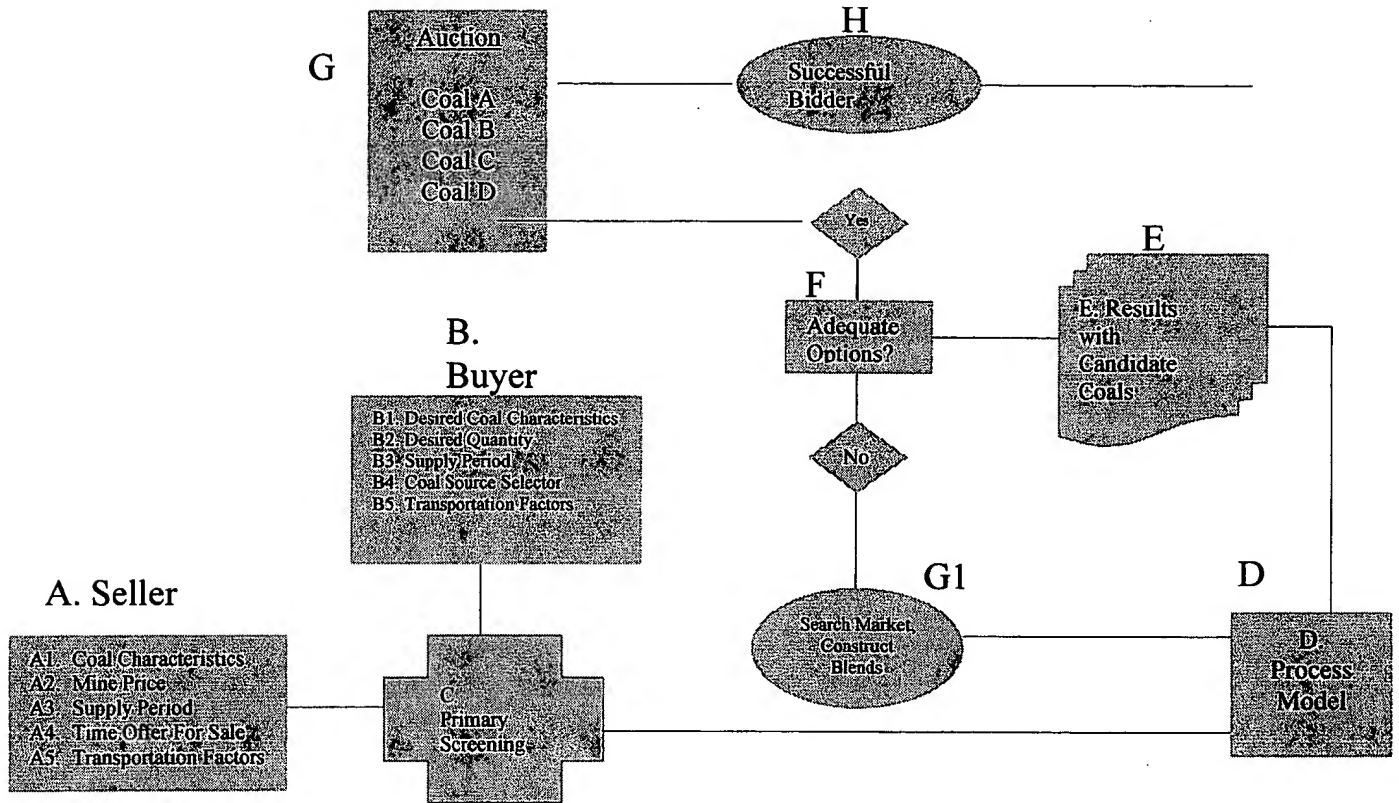 H
G
Auction
Coal A
Coal B
Coal C
Coal D
Successful
Bidder
Yes
E
F
Adequate
Options?
E. Results
with
Candidate
Coals
B.
Buyer
B1. Desired Coal Characteristics
B2. Desired Quantity
B3. Supply Period
B4. Coal Source Selector
B5. Transportation Factors
No
G1
Search Market,
Construct
Blends
D
D.
Process
Model
A. Seller
A1. Coal Characteristics
A2. Mine Price
A3. Supply Period
A4. Time Offer For Sale
A5. Transportation Factors
C
Primary
Screening